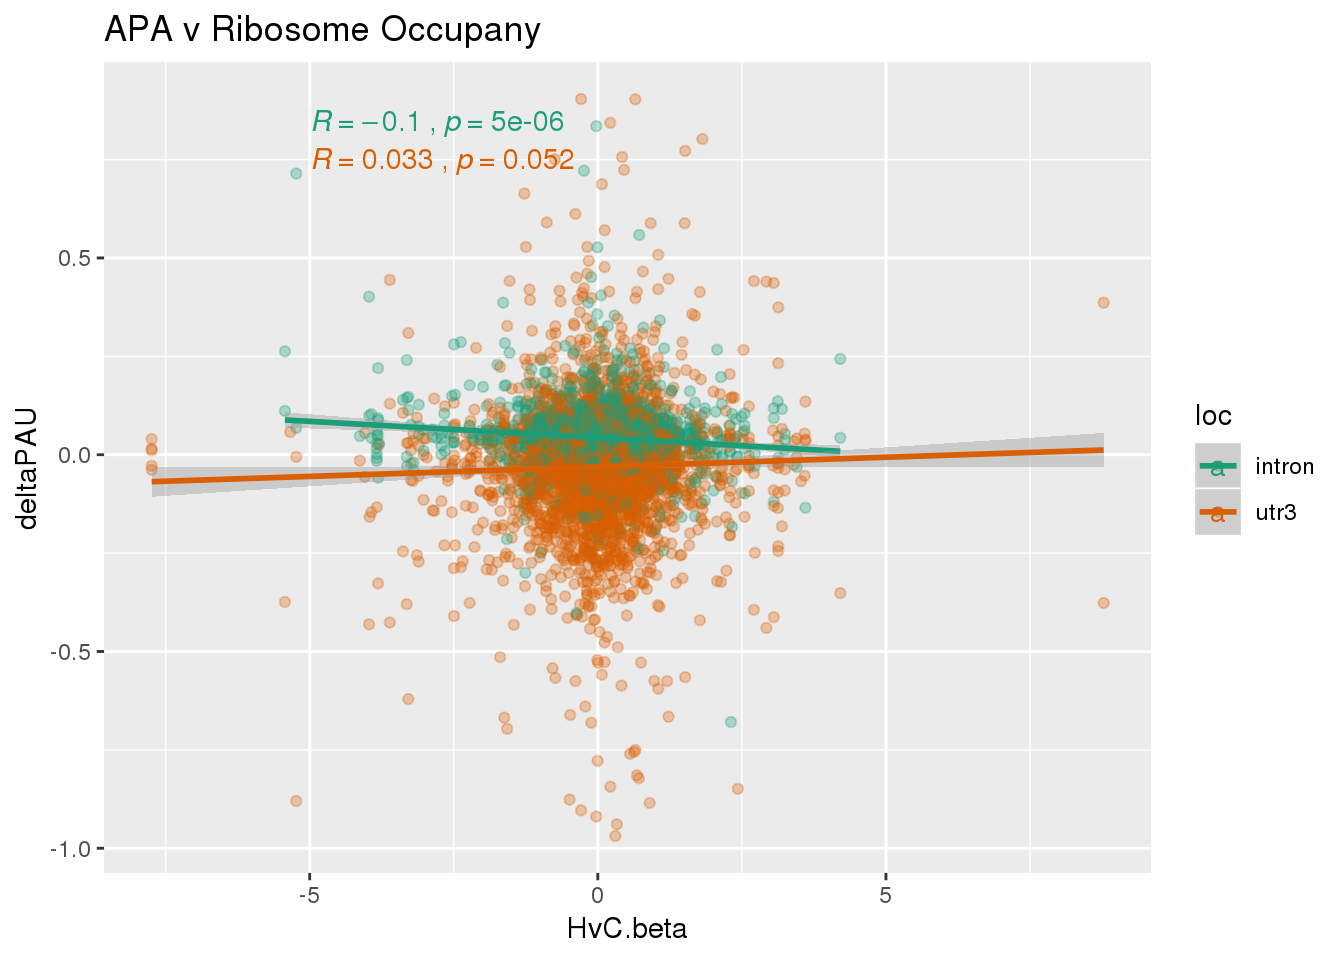 APA v Ribosome Occupany
R = −0.1 , p = 5e-06
R = 0.033 , p = 0.052
0.5
0.0
-0.5
-1.0
deltaPAU
-5
0
5
HvC.beta
loc
a intron
a utr3